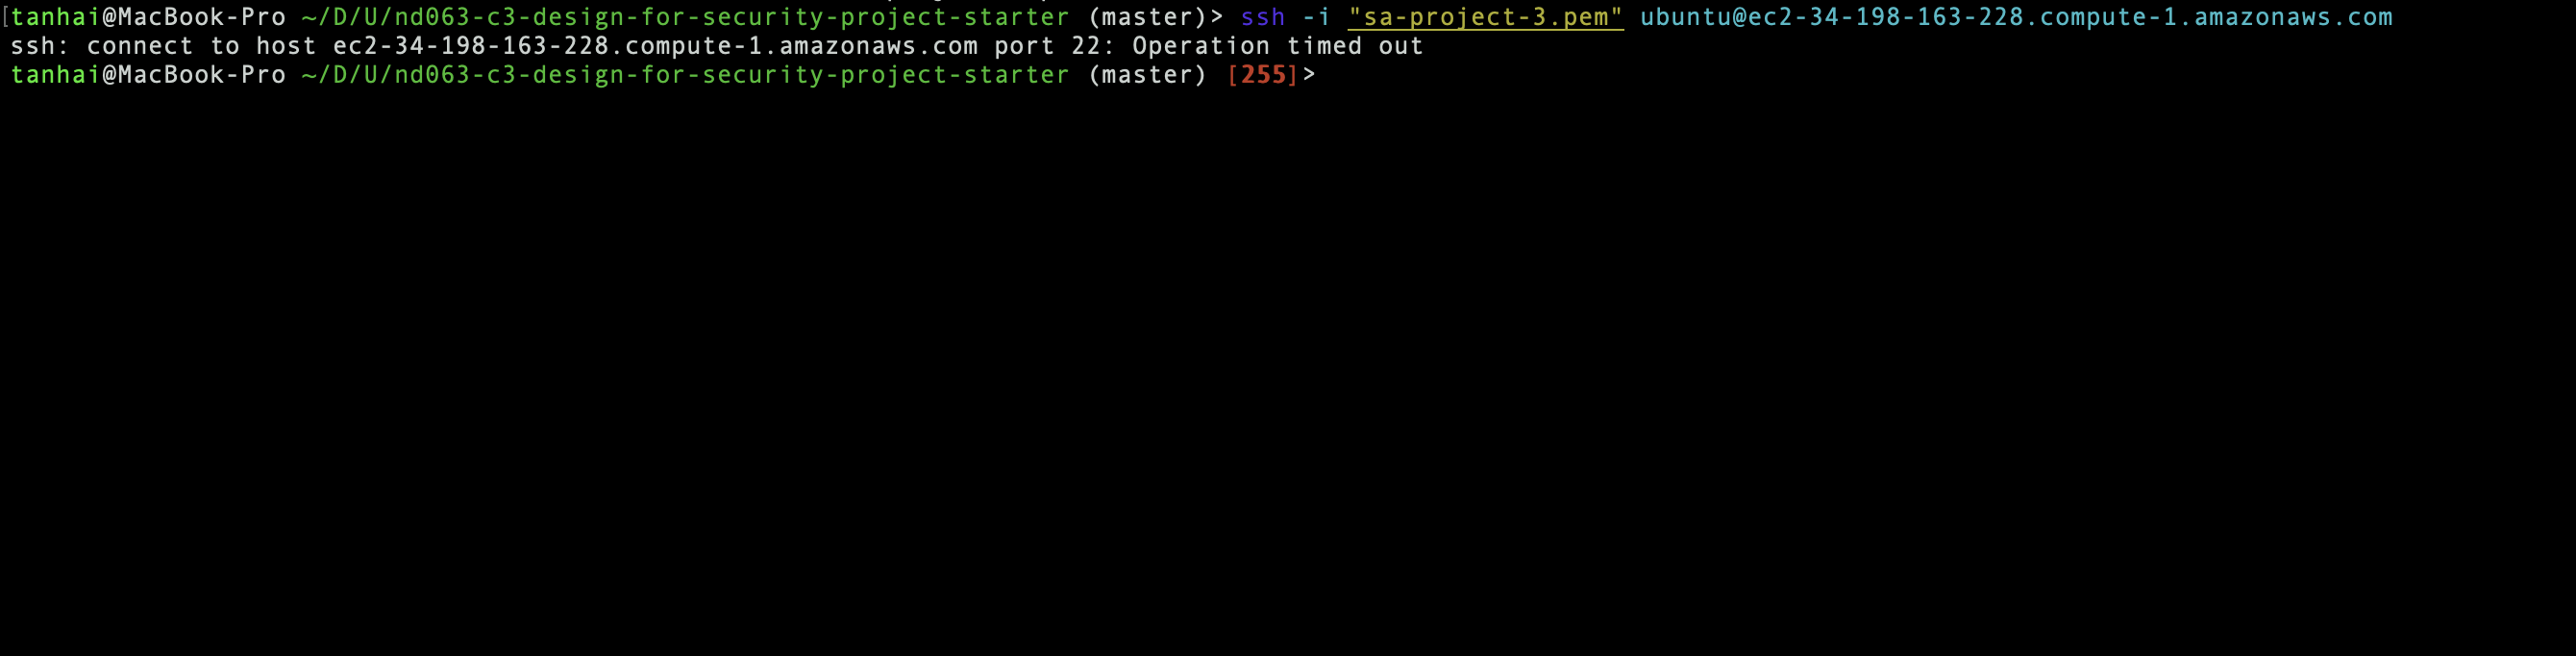 [tanhai@MacBook-Pro ~/D/U/nd063-c3-design-for-security-project-starter (master)> ssh -i "sa-project-3.pem" ubuntu@ec2-34-198-163-228.compute-1.amazonaws.com
ssh: connect to host ec2-34-198-163-228.compute-1.amazonaws.com port 22: Operation timed out
tanhai@MacBook-Pro ~/D/U/nd063-c3-design-for-security-project-starter (master) [255]>